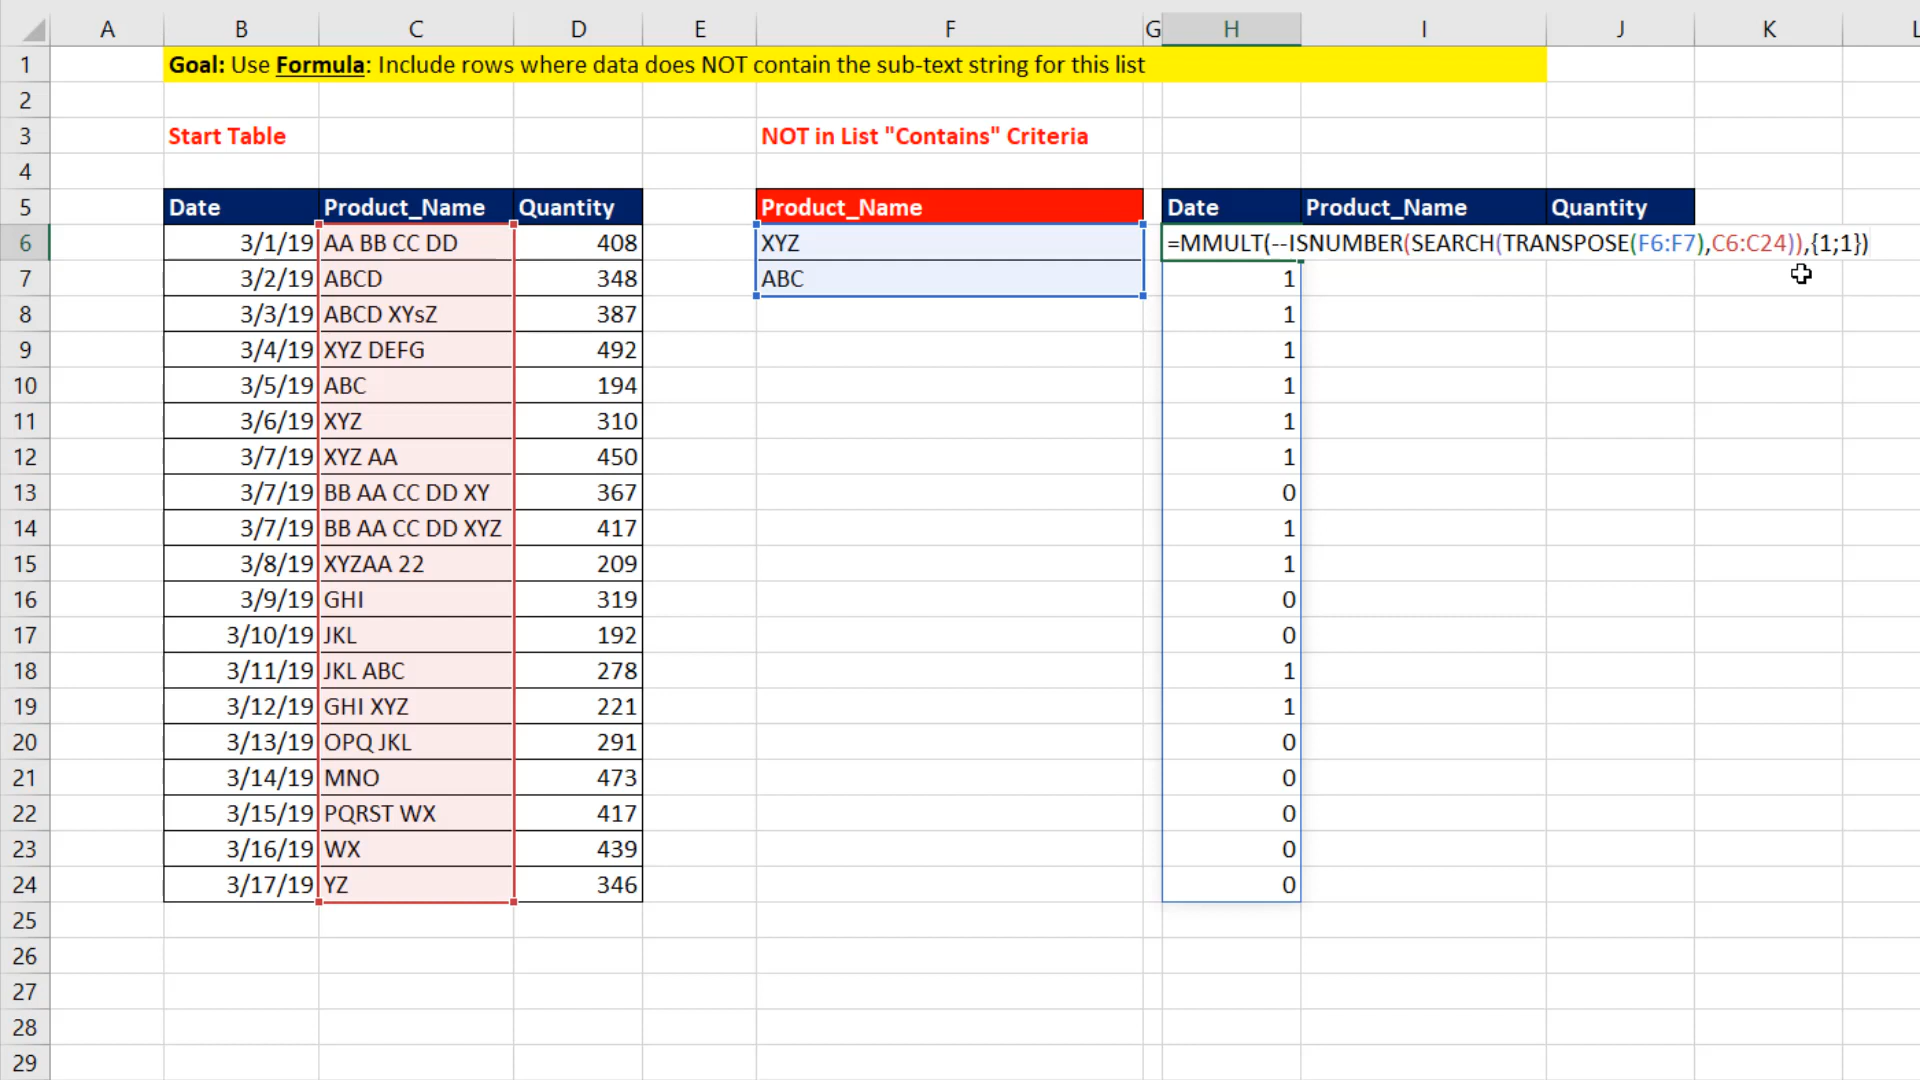 A B C D E F G H I J K L
1 Goal: Use Formula: Include rows where data does NOT contain the sub-text string for this list
2
3 Start Table NOT in List "Contains" Criteria
4
5 Date Product_Name Quantity Product_Name Date Product_Name Quantity
6 3/1/19 AA BB CC DD 408 XYZ =MMULT(--ISNUMBER(SEARCH(TRANSPOSE(F6:F7),C6:C24)),{1;1})
7 3/2/19 ABCD 348 ABC 1
8 3/3/19 ABCD XYsZ 387 1
9 3/4/19 XYZ DEFG 492 1
10 3/5/19 ABC 194 1
11 3/6/19 XYZ 310 1
12 3/7/19 XYZ AA 450 1
13 3/7/19 BB AA CC DD XY 367 0
14 3/7/19 BB AA CC DD XYZ 417 1
15 3/8/19 XYZAA 22 209 1
16 3/9/19 GHI 319 0
17 3/10/19 JKL 192 0
18 3/11/19 JKL ABC 278 1
19 3/12/19 GHI XYZ 221 1
20 3/13/19 OPQ JKL 291 0
21 3/14/19 MNO 473 0
22 3/15/19 PQRST WX 417 0
23 3/16/19 WX 439 0
24 3/17/19 YZ 346 0
25
26
27
28
29